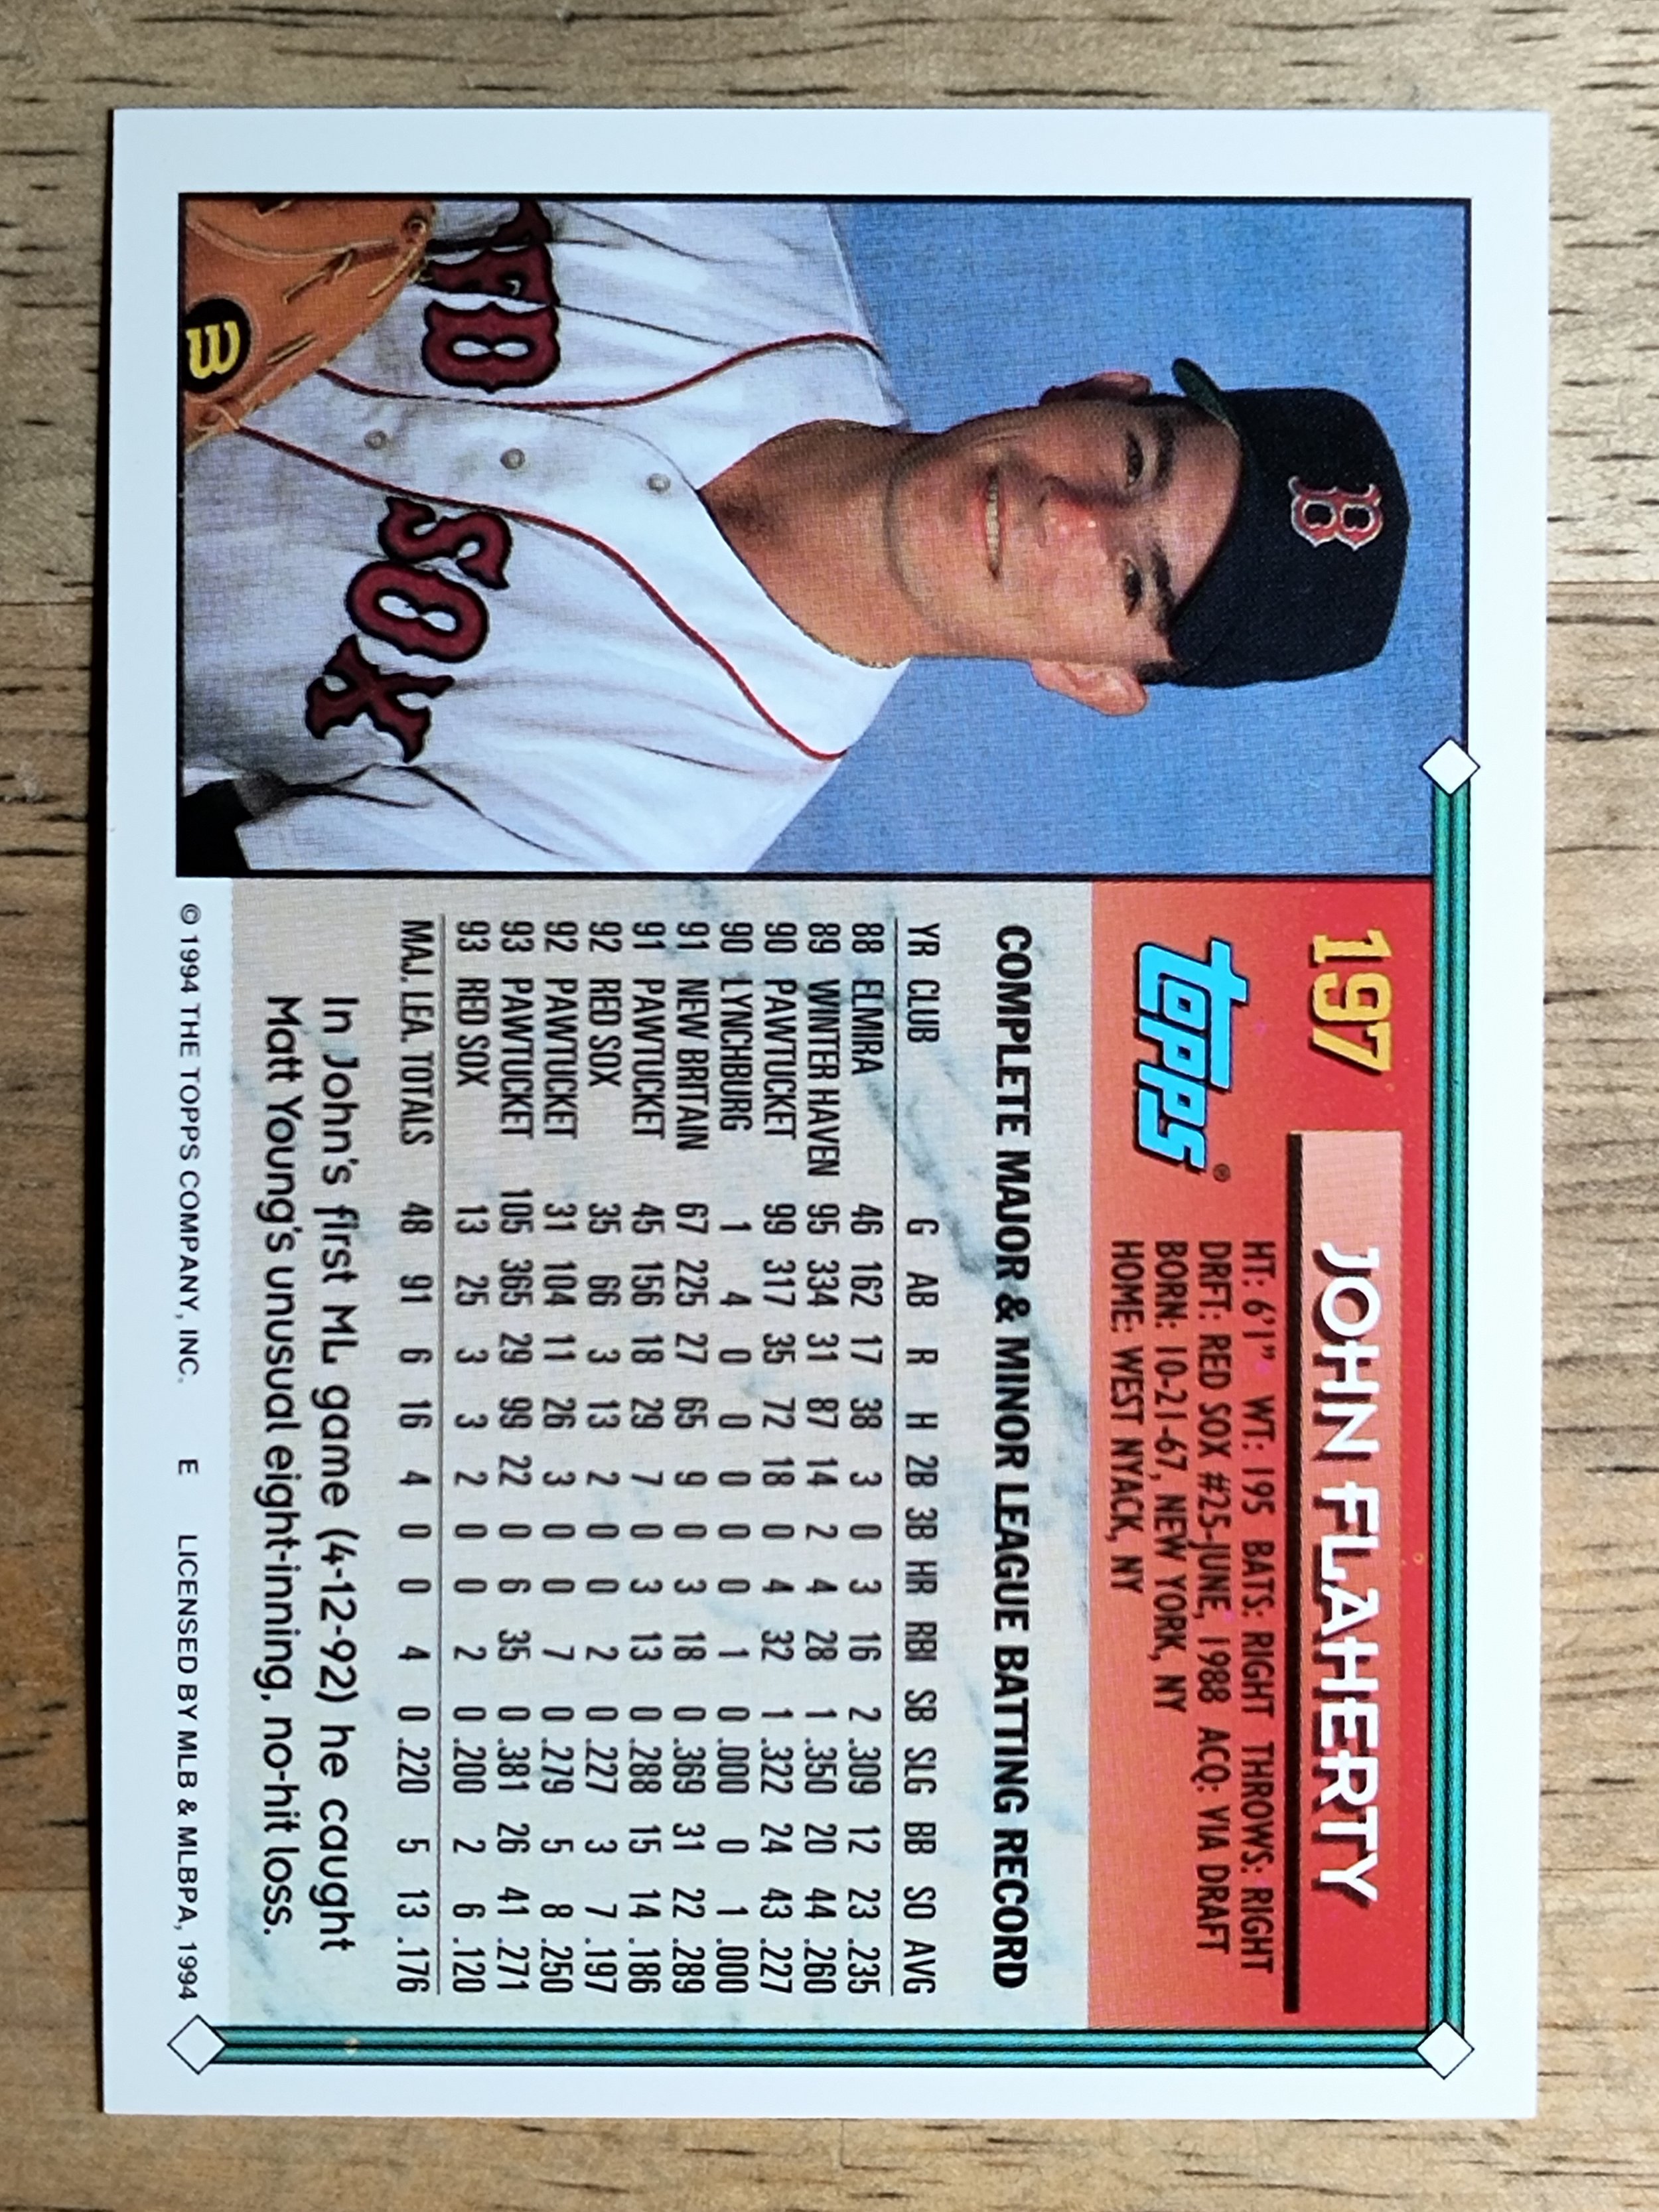 B
RED SOX
197 JOHN FLAHERTY
TOPPS®
HT: 6'1" WT: 195 BATS: RIGHT THROWS: RIGHT
DRFT: RED SOX #25-JUNE, 1988 ACQ: VIA DRAFT
BORN: 10-21-67, NEW YORK, NY
HOME: WEST NYACK, NY
COMPLETE MAJOR & MINOR LEAGUE BATTING RECORD
YR CLUB G AB R H 2B 3B HR RBI SB SLG BB SO AVG
88 ELMIRA 46 162 17 38 3 0 3 16 2 .309 12 23 .235
89 WINTER HAVEN 95 334 31 87 14 2 4 28 1 .350 20 44 .260
90 PAWTUCKET 99 317 35 72 18 0 4 32 1 .322 24 43 .227
90 LYNCHBURG 1 4 0 0 0 0 0 1 0 .000 0 1 .000
91 NEW BRITAIN 67 225 27 65 9 0 3 18 0 .369 31 22 .289
91 PAWTUCKET 45 156 18 29 7 0 3 13 0 .288 15 14 .186
92 RED SOX 35 66 3 13 2 0 0 2 0 .227 3 7 .197
92 PAWTUCKET 31 104 11 26 3 0 0 7 0 .279 5 8 .250
93 PAWTUCKET 105 365 29 99 22 0 6 35 0 .381 26 41 .271
93 RED SOX 13 25 3 3 2 0 0 2 0 .200 2 6 .120
MAJ. LEA. TOTALS 48 91 6 16 4 0 0 4 0 .220 5 13 .176
In John's first ML game (4-12-92) he caught
Matt Young's unusual eight-inning, no-hit loss.
© 1994 THE TOPPS COMPANY, INC. E LICENSED BY MLB & MLBPA, 1994